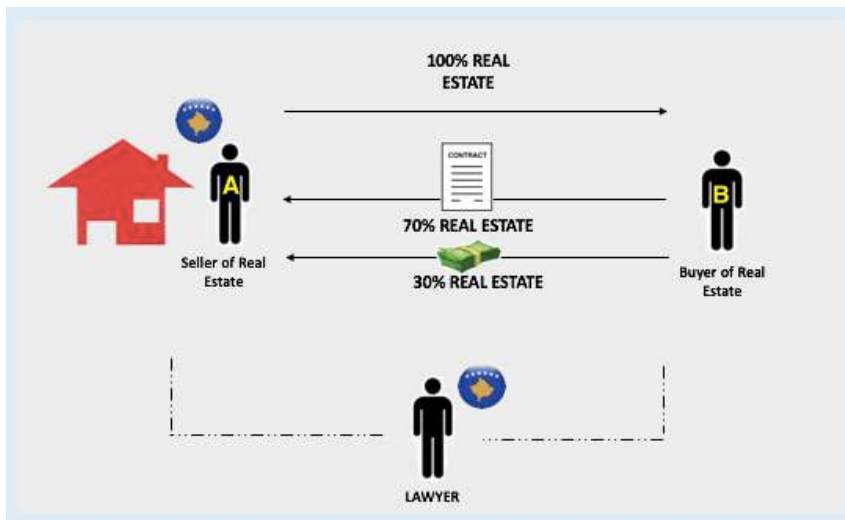 100% REAL
ESTATE
CONTRACT
A
B
70% REAL ESTATE
Seller of Real
Estate
30% REAL ESTATE
Buyer of Real
Estate
LAWYER